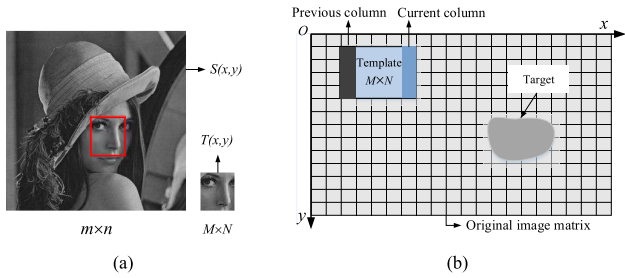 S(x,y)
T(x,y)
m×n
M×N
(a)
Previous column
Current column
O
x
Template
M×N
Target
y
Original image matrix
(b)